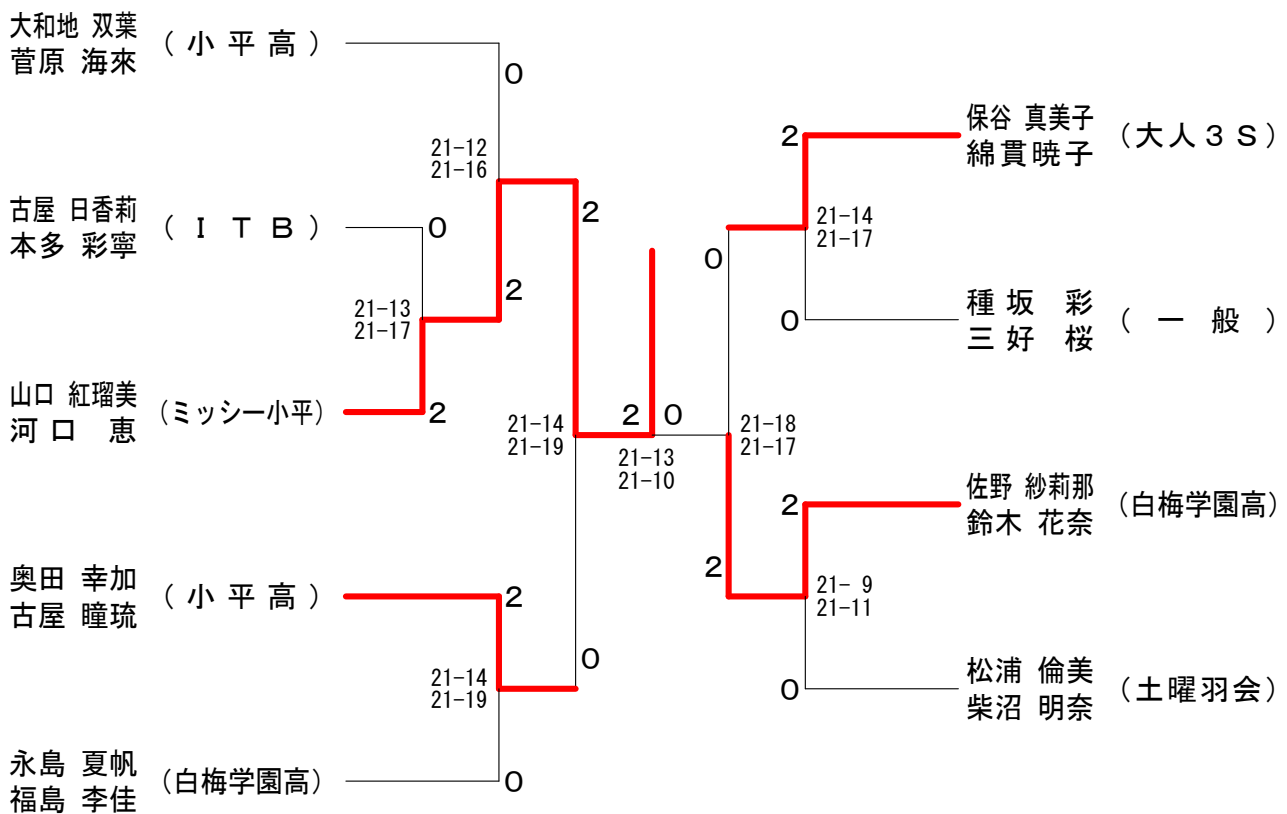 大和地 双葉
菅原 海來
(小平高)
0
21-12
21-16
2
古屋 日香莉
本多 彩寧
(ITB)
0
21-13
21-17
2
山口 紅瑠美
河口 恵
(ミッシー小平)
2
21-14
21-19
2
0
21-13
21-10
奥田 幸加
古屋 瞳琉
(小平高)
2
21-14
21-19
0
永島 夏帆
福島 李佳
(白梅学園高)
0
保谷 真美子
綿貫暁子
(大人3S)
2
21-14
21-17
0
種坂 彩
三好 桜
(一般)
0
21-18
21-17
佐野 紗莉那
鈴木 花奈
(白梅学園高)
2
21- 9
21-11
2
松浦 倫美
柴沼 明奈
(土曜羽会)
0